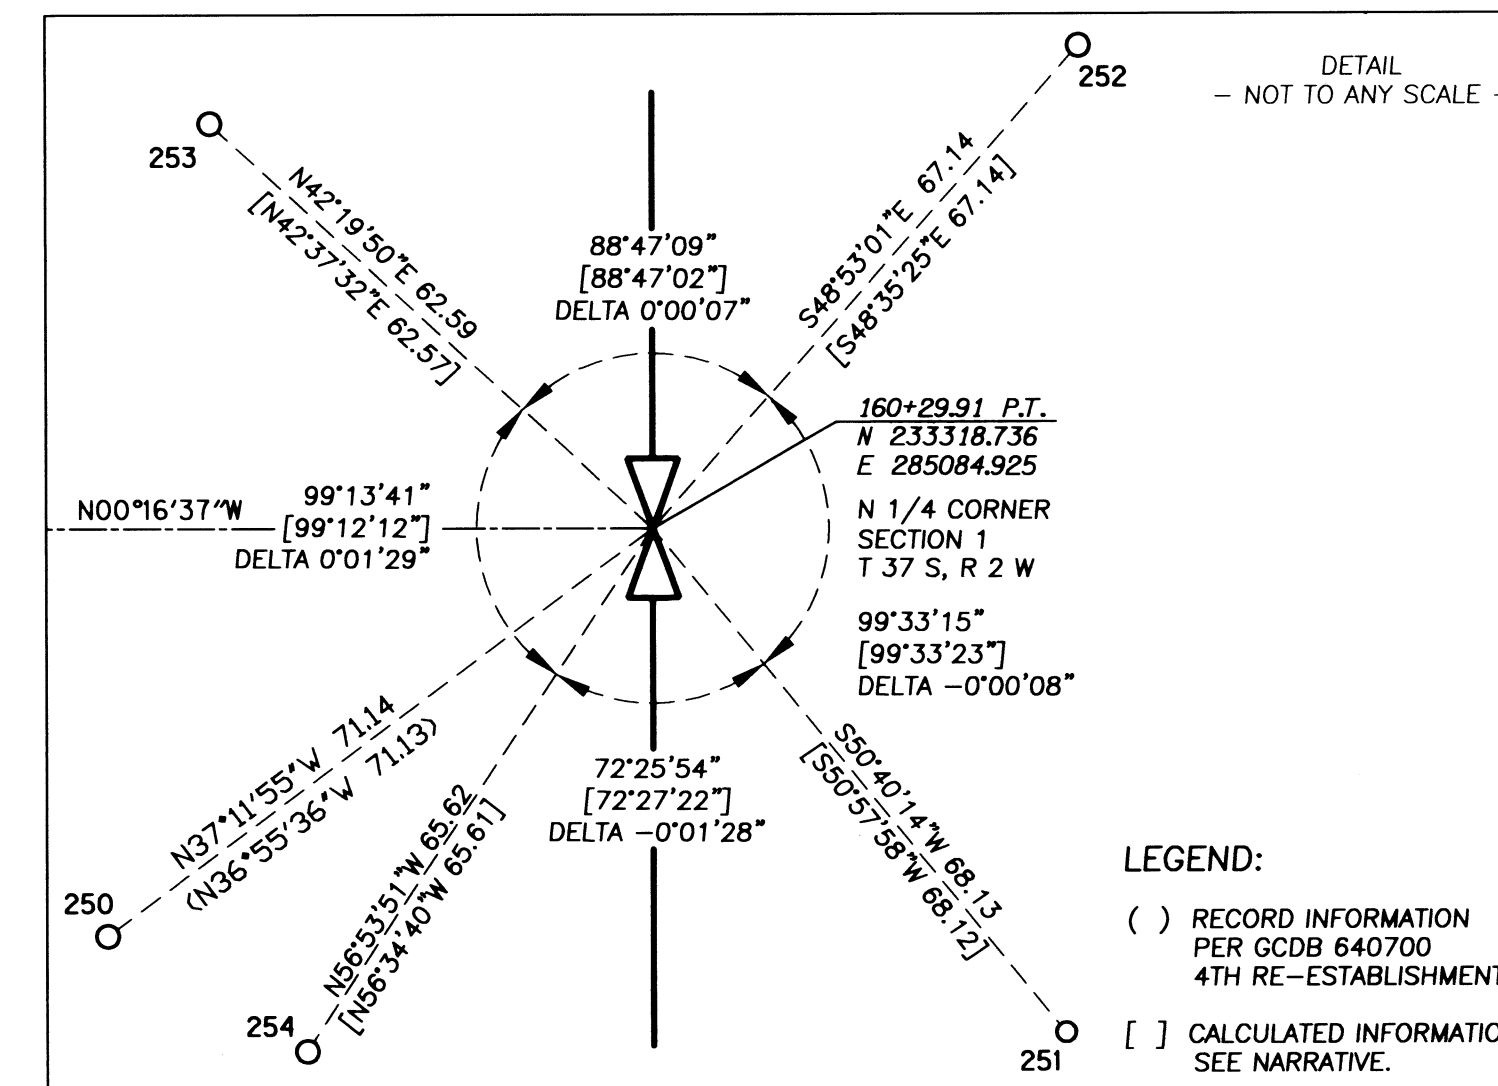 DETAIL
– NOT TO ANY SCALE -
252
253
N42°19'50"E 62.59
[N42°37'32"E 62.57]
88°47'09"
[88°47'02"]
DELTA 0°00'07"
S48°53'01"E 67.14
[S48°35'25"E 67.14]
160+29.91 P.T.
N 233318.736
E 285084.925
N 1/4 CORNER
SECTION 1
T 37 S, R 2 W
N00°16'37"W
99°13'41"
[99°12'12"]
DELTA 0°01'29"
99°33'15"
[99°33'23"]
DELTA –0°00'08"
N37°11'55"W 71.14
(N36°55'36"W 71.13)
N56°53'51"W 65.62
[N56°34'40"W 65.61]
72°25'54"
[72°27'22"]
DELTA –0°01'28"
S50°40'14"W 68.13
[S50°57'58"W 68.12]
250
254
251
LEGEND:
( ) RECORD INFORMATION
PER GCDB 640700
4TH RE–ESTABLISHMENT
[ ] CALCULATED INFORMATIO
SEE NARRATIVE.